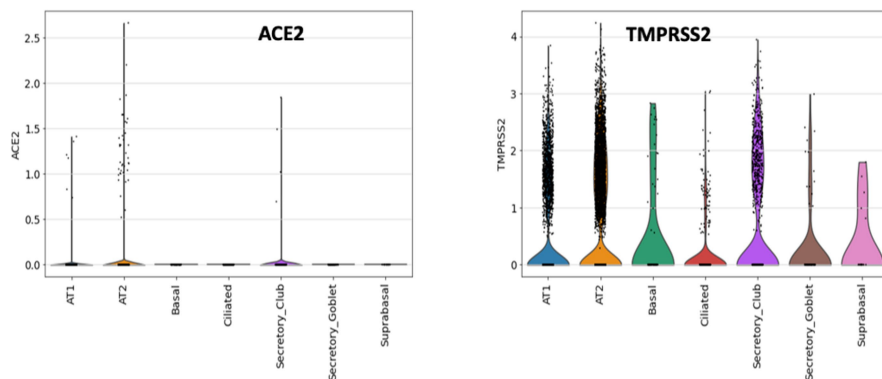 ACE2
ACE2
2.5
2.0
1.5
1.0
0.5
0.0
AT1
AT2
Basal
Ciliated
Secretory_Club
Secretory_Goblet
Suprabasal
TMPRSS2
TMPRSS2
4
3
2
1
0
AT1
AT2
Basal
Ciliated
Secretory_Club
Secretory_Goblet
Suprabasal